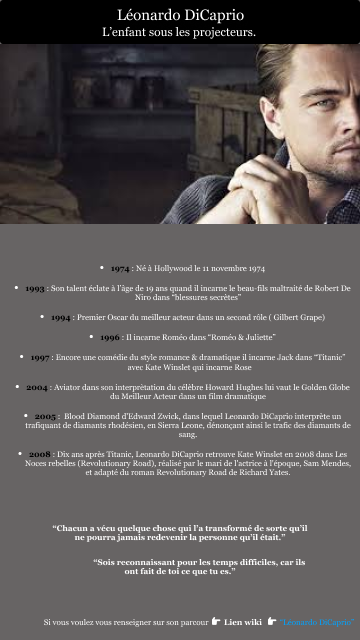 Léonardo DiCaprio
L'enfant sous les projecteurs.
• 1974 : Né à Hollywood le 11 novembre 1974
• 1993 : Son talent éclate à l'âge de 19 ans quand il incarne le beau-fils maltraité de Robert De
Niro dans "blessures secrètes"
• 1994 : Premier Oscar du meilleur acteur dans un second rôle ( Gilbert Grape)
• 1996 : Il incarne Roméo dans "Roméo & Juliette"
• 1997 : Encore une comédie du style romance & dramatique il incarne Jack dans "Titanic"
avec Kate Winslet qui incarne Rose
• 2004 : Aviator dans son interprètation du célèbre Howard Hughes lui vaut le Golden Globe
du Meilleur Acteur dans un film dramatique
• 2005 : Blood Diamond d'Edward Zwick, dans lequel Leonardo DiCaprio interprète un
trafiquant de diamants rhodésien, en Sierra Leone, dénonçant ainsi le trafic des diamants de
sang.
• 2008 : Dix ans après Titanic, Leonardo DiCaprio retrouve Kate Winslet en 2008 dans Les
Noces rebelles (Revolutionary Road), réalisé par le mari de l'actrice à l'époque, Sam Mendes,
et adapté du roman Revolutionary Road de Richard Yates.
"Chacun a vécu quelque chose qui l'a transformé de sorte qu'il
ne pourra jamais redevenir la personne qu'il était."
"Sois reconnaissant pour les temps difficiles, car ils
ont fait de toi ce que tu es."
Si vous voulez vous renseigner sur son parcour ☛ Lien wiki ☛ "Léonardo DiCaprio"